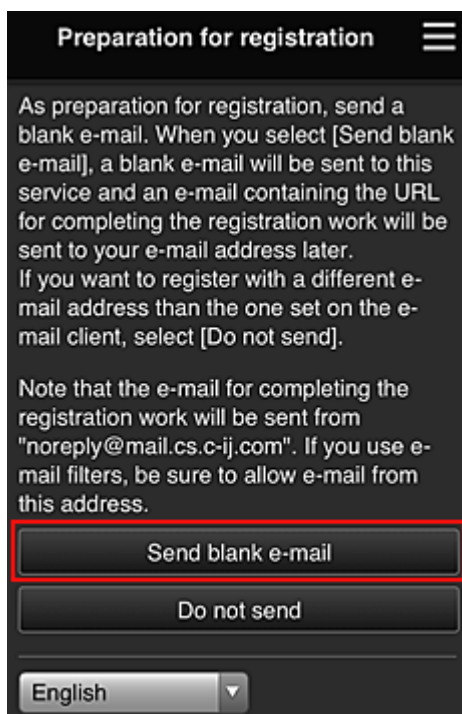 Preparation for registration
As preparation for registration, send a
blank e-mail. When you select [Send blank
e-mail], a blank e-mail will be sent to this
service and an e-mail containing the URL
for completing the registration work will be
sent to your e-mail address later.
If you want to register with a different e-
mail address than the one set on the e-
mail client, select [Do not send].
Note that the e-mail for completing the
registration work will be sent from
"noreply@mail.cs.c-ij.com". If you use e-
mail filters, be sure to allow e-mail from
this address.
Send blank e-mail
Do not send
English